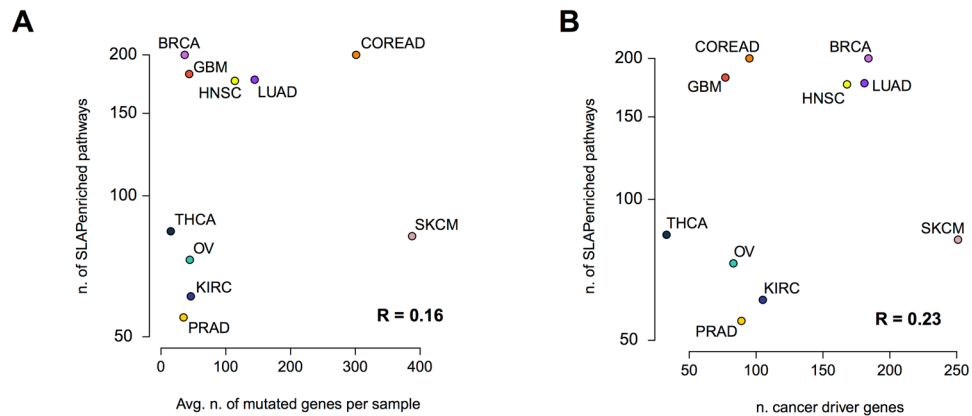 A
n. of SLAPenriched pathways
200
150
100
50
BRCA
COREAD
GBM
HNSC
LUAD
THCA
SKCM
OV
KIRC
PRAD
R = 0.16
0
100
200
300
400
Avg. n. of mutated genes per sample
B
n. of SLAPenriched pathways
200
150
100
50
COREAD
BRCA
GBM
HNSC
LUAD
THCA
SKCM
OV
KIRC
PRAD
R = 0.23
50
100
150
200
250
n. cancer driver genes